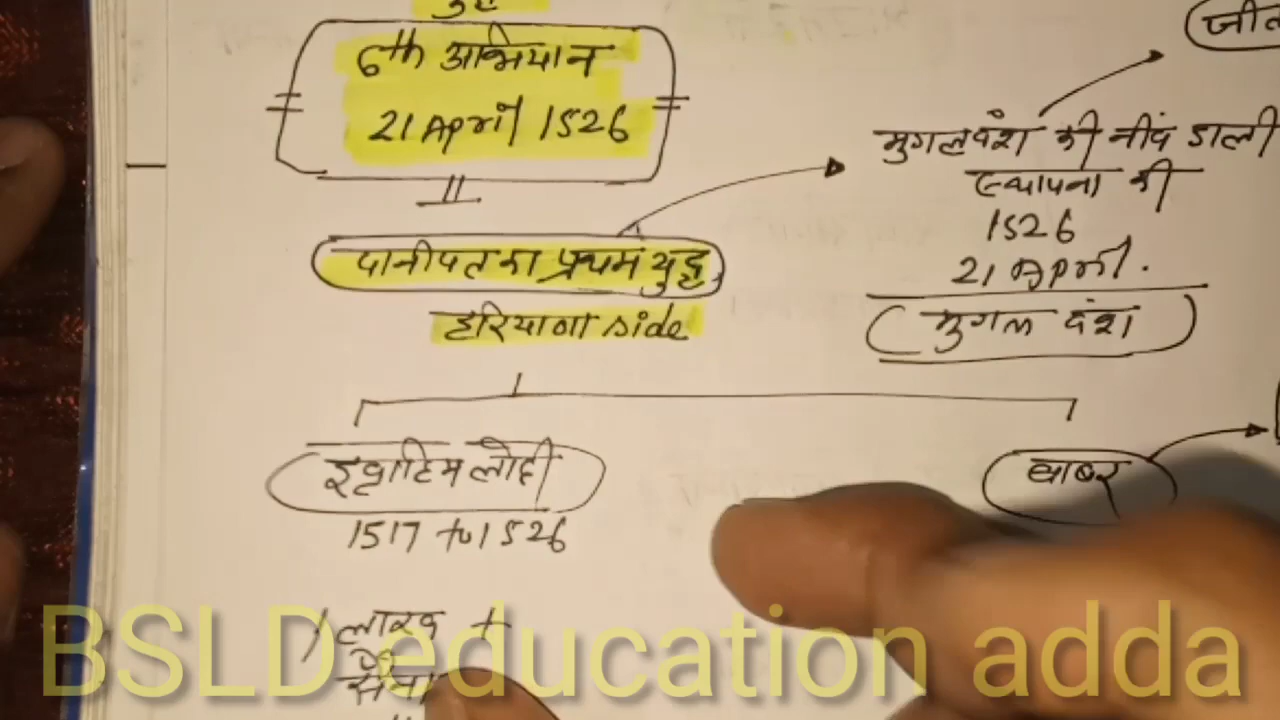 6th अभियान
21 April 1526
पानीपत का प्रथम युद्ध
हरियाणा side
जीत
मुगलवंश की नींव डाली
स्थापना की
1526
21 April.
मुगल वंश
इब्राहिम लोदी
1517 to 1526
बाबर
1 लाख +
सेना
BSLD education adda